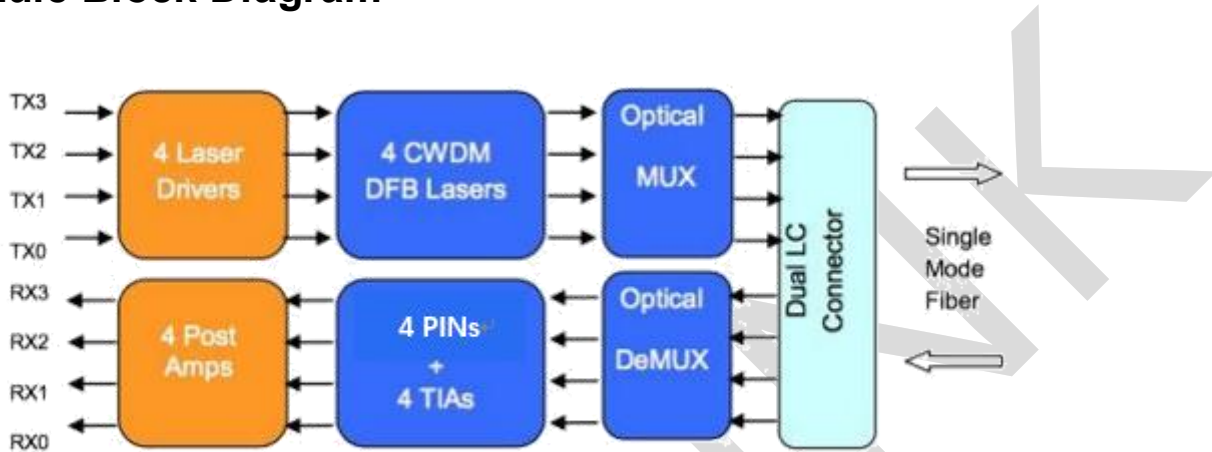 Block Diagram
TX3
TX2
TX1
TX0
4 Laser
Drivers
4 CWDM
DFB Lasers
Optical
MUX
Dual LC
Connector
Single
Mode
Fiber
RX3
RX2
RX1
RX0
4 Post
Amps
4 PINs↵
+
4 TIAs
Optical
DeMUX